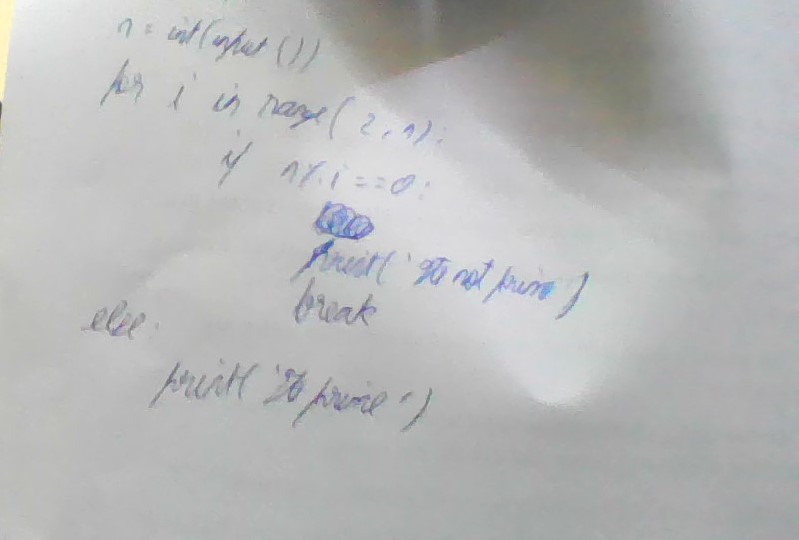 n = int(input())
for i in range(2,n):
if n%i==0:
print('Its not prime')
break
else:
print('Its prime')